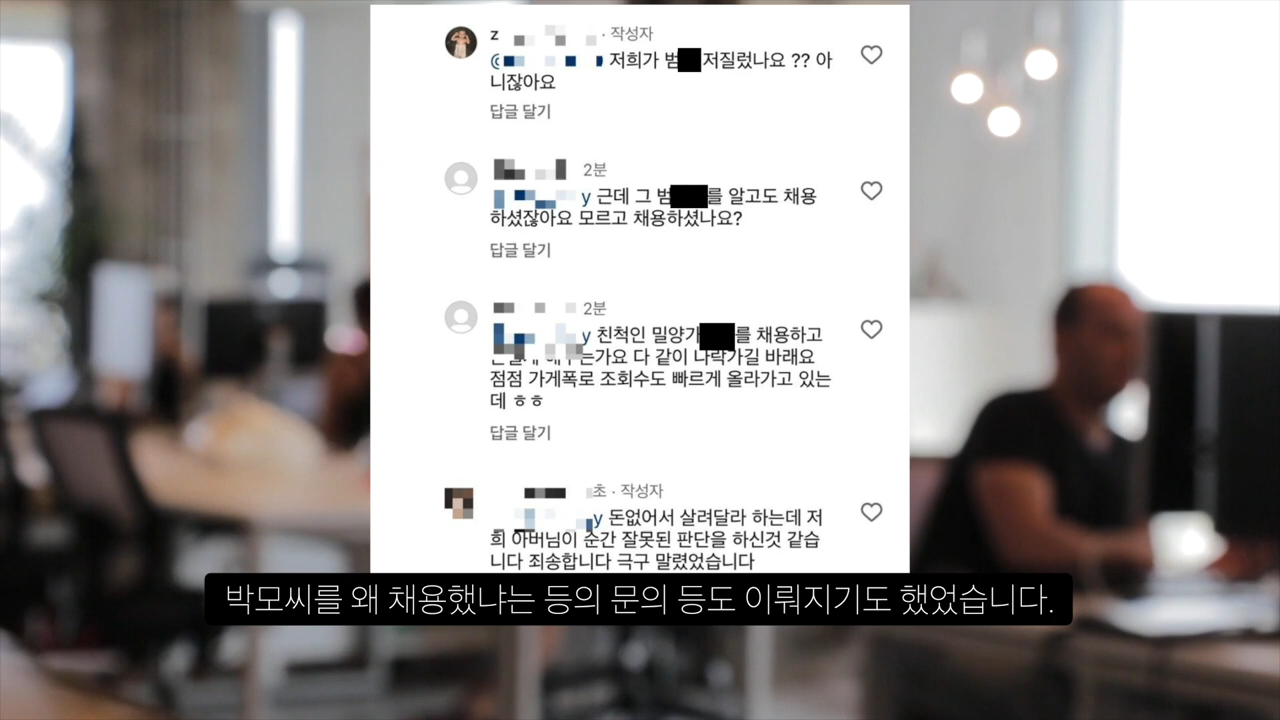 z · 작성자
@ 저희가 범 저질렀나요 ?? 아
니잖아요
답글 달기
2분
y 근데 그 범 를 알고도 채용
하셨잖아요 모르고 채용하셨나요?
답글 달기
2분
y 친척인 밀양가 를 채용하고
다 같이 나락가길 바래요
점점 가게폭로 조회수도 빠르게 올라가고 있는
데 ㅎㅎ
답글 달기
초 · 작성자
y 돈없어서 살려달라 하는데 저
희 아버님이 순간 잘못된 판단을 하신것 같습
니다 죄송합니다 극구 말렸었습니다
박모씨를 왜 채용했냐는 등의 문의 등도 이뤄지기도 했었습니다.